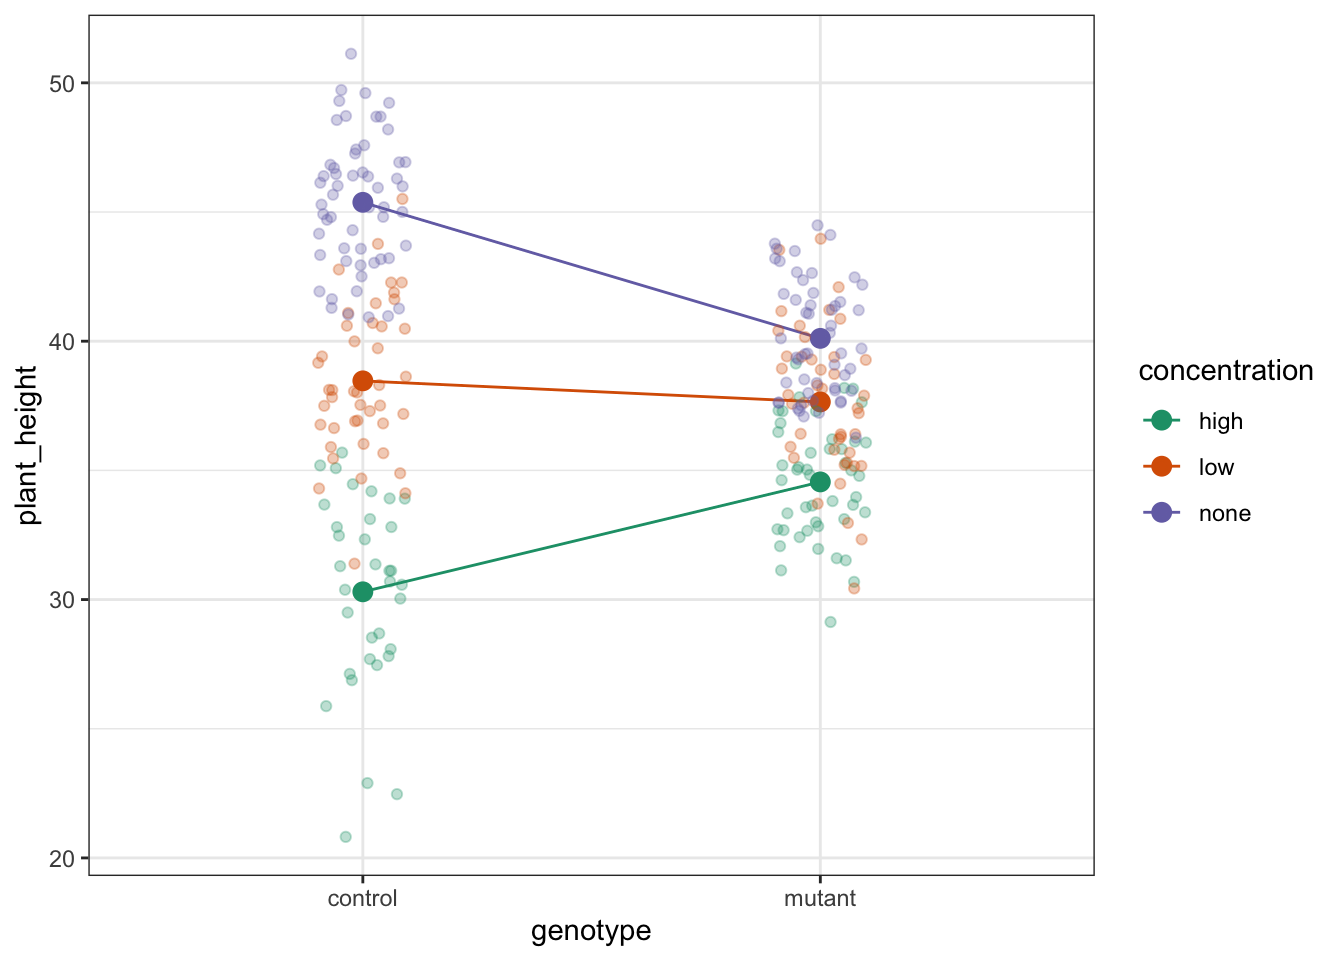 plant_height
50
40
30
20
control
mutant
genotype
concentration
high
low
none